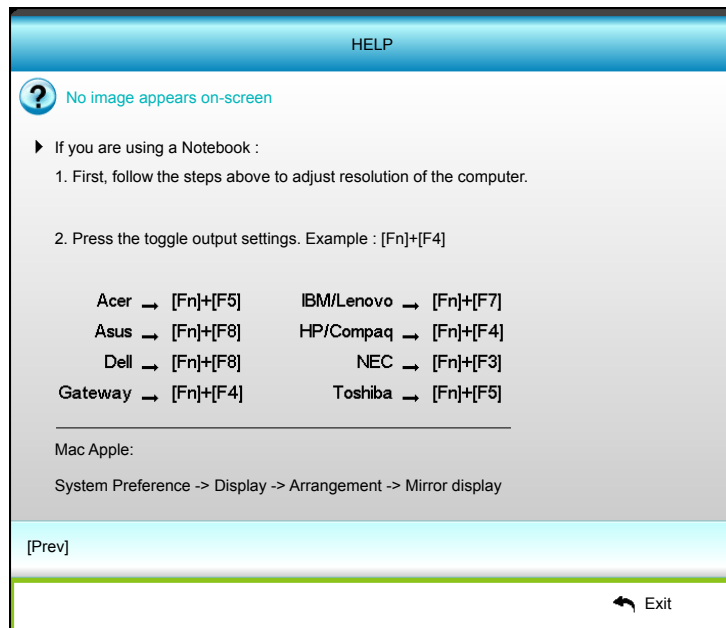 HELP
? No image appears on-screen
If you are using a Notebook :
1. First, follow the steps above to adjust resolution of the computer.
2. Press the toggle output settings. Example : [Fn]+[F4]
Acer → [Fn]+[F5] IBM/Lenovo → [Fn]+[F7]
Asus → [Fn]+[F8] HP/Compaq → [Fn]+[F4]
Dell → [Fn]+[F8] NEC → [Fn]+[F3]
Gateway → [Fn]+[F4] Toshiba → [Fn]+[F5]
Mac Apple:
System Preference -> Display -> Arrangement -> Mirror display
[Prev]
Exit